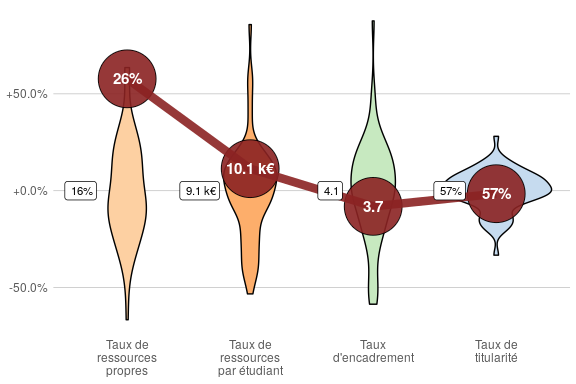 26%
+50.0%
10.1 k€
+0.0%
16%
9.1 k€
4.1
57%
57%
3.7
-50.0%
Taux de
ressources
propres
Taux de
ressources
par étudiant
Taux
d'encadrement
Taux de
titularité